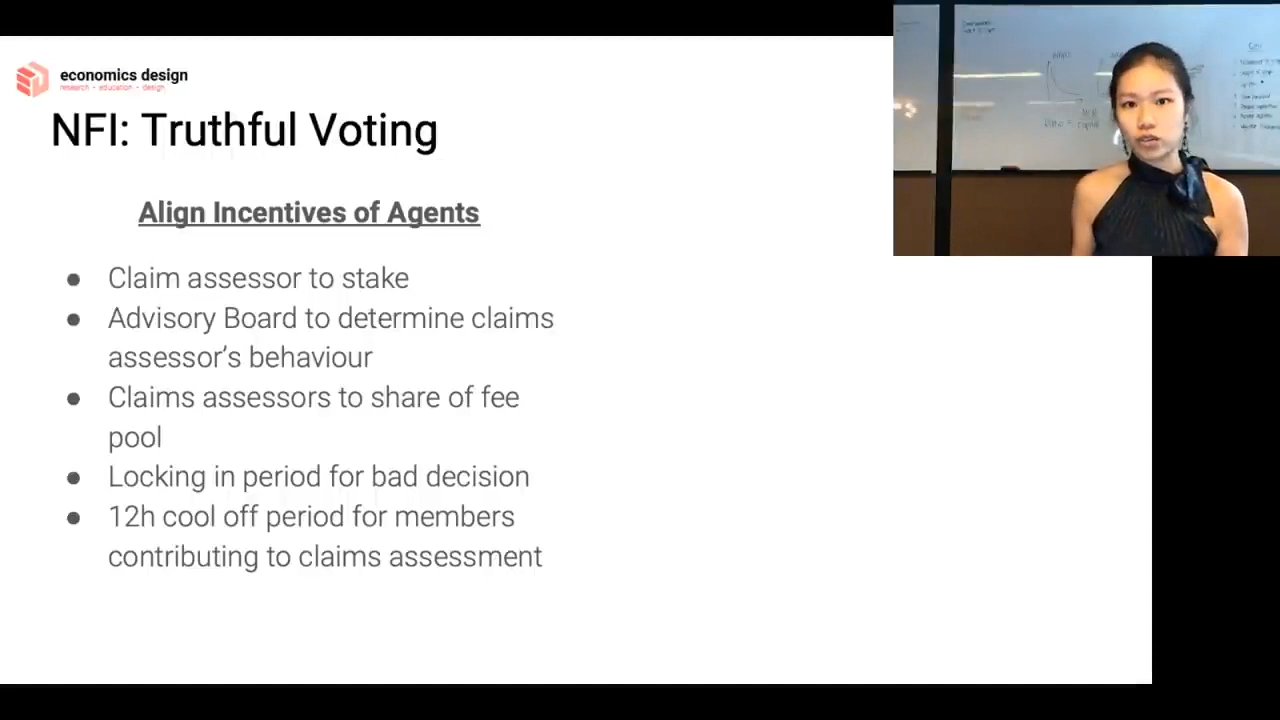 economics design
research - education - design
NFI: Truthful Voting
Align Incentives of Agents
● Claim assessor to stake
● Advisory Board to determine claims
assessor's behaviour
● Claims assessors to share of fee
pool
● Locking in period for bad decision
● 12h cool off period for members
contributing to claims assessment